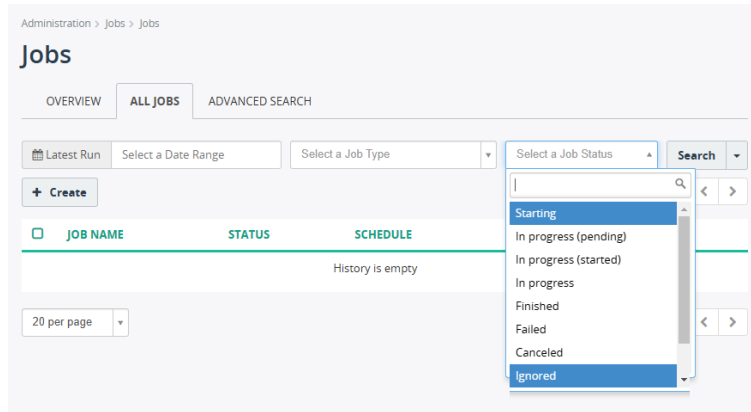 Administration > Jobs > Jobs
Jobs
OVERVIEW ALL JOBS ADVANCED SEARCH
Latest Run Select a Date Range Select a Job Type Select a Job Status Search
+ Create
JOB NAME STATUS SCHEDULE
History is empty
Starting
In progress (pending)
In progress (started)
In progress
Finished
Failed
Canceled
Ignored
20 per page